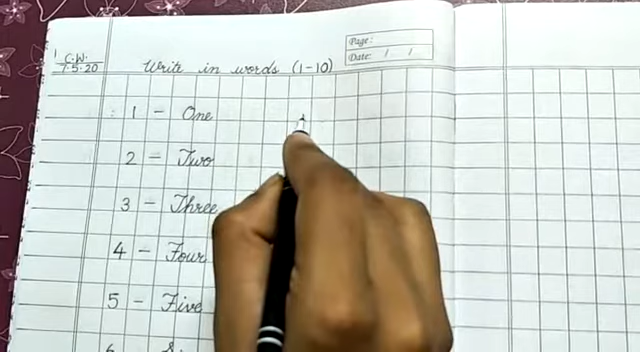 C.W.
7.5.20
Write in words (1-10)
Page:
Date: / /
1 - One
2 - Two
3 - Three
4 - Four
5 - Five
6